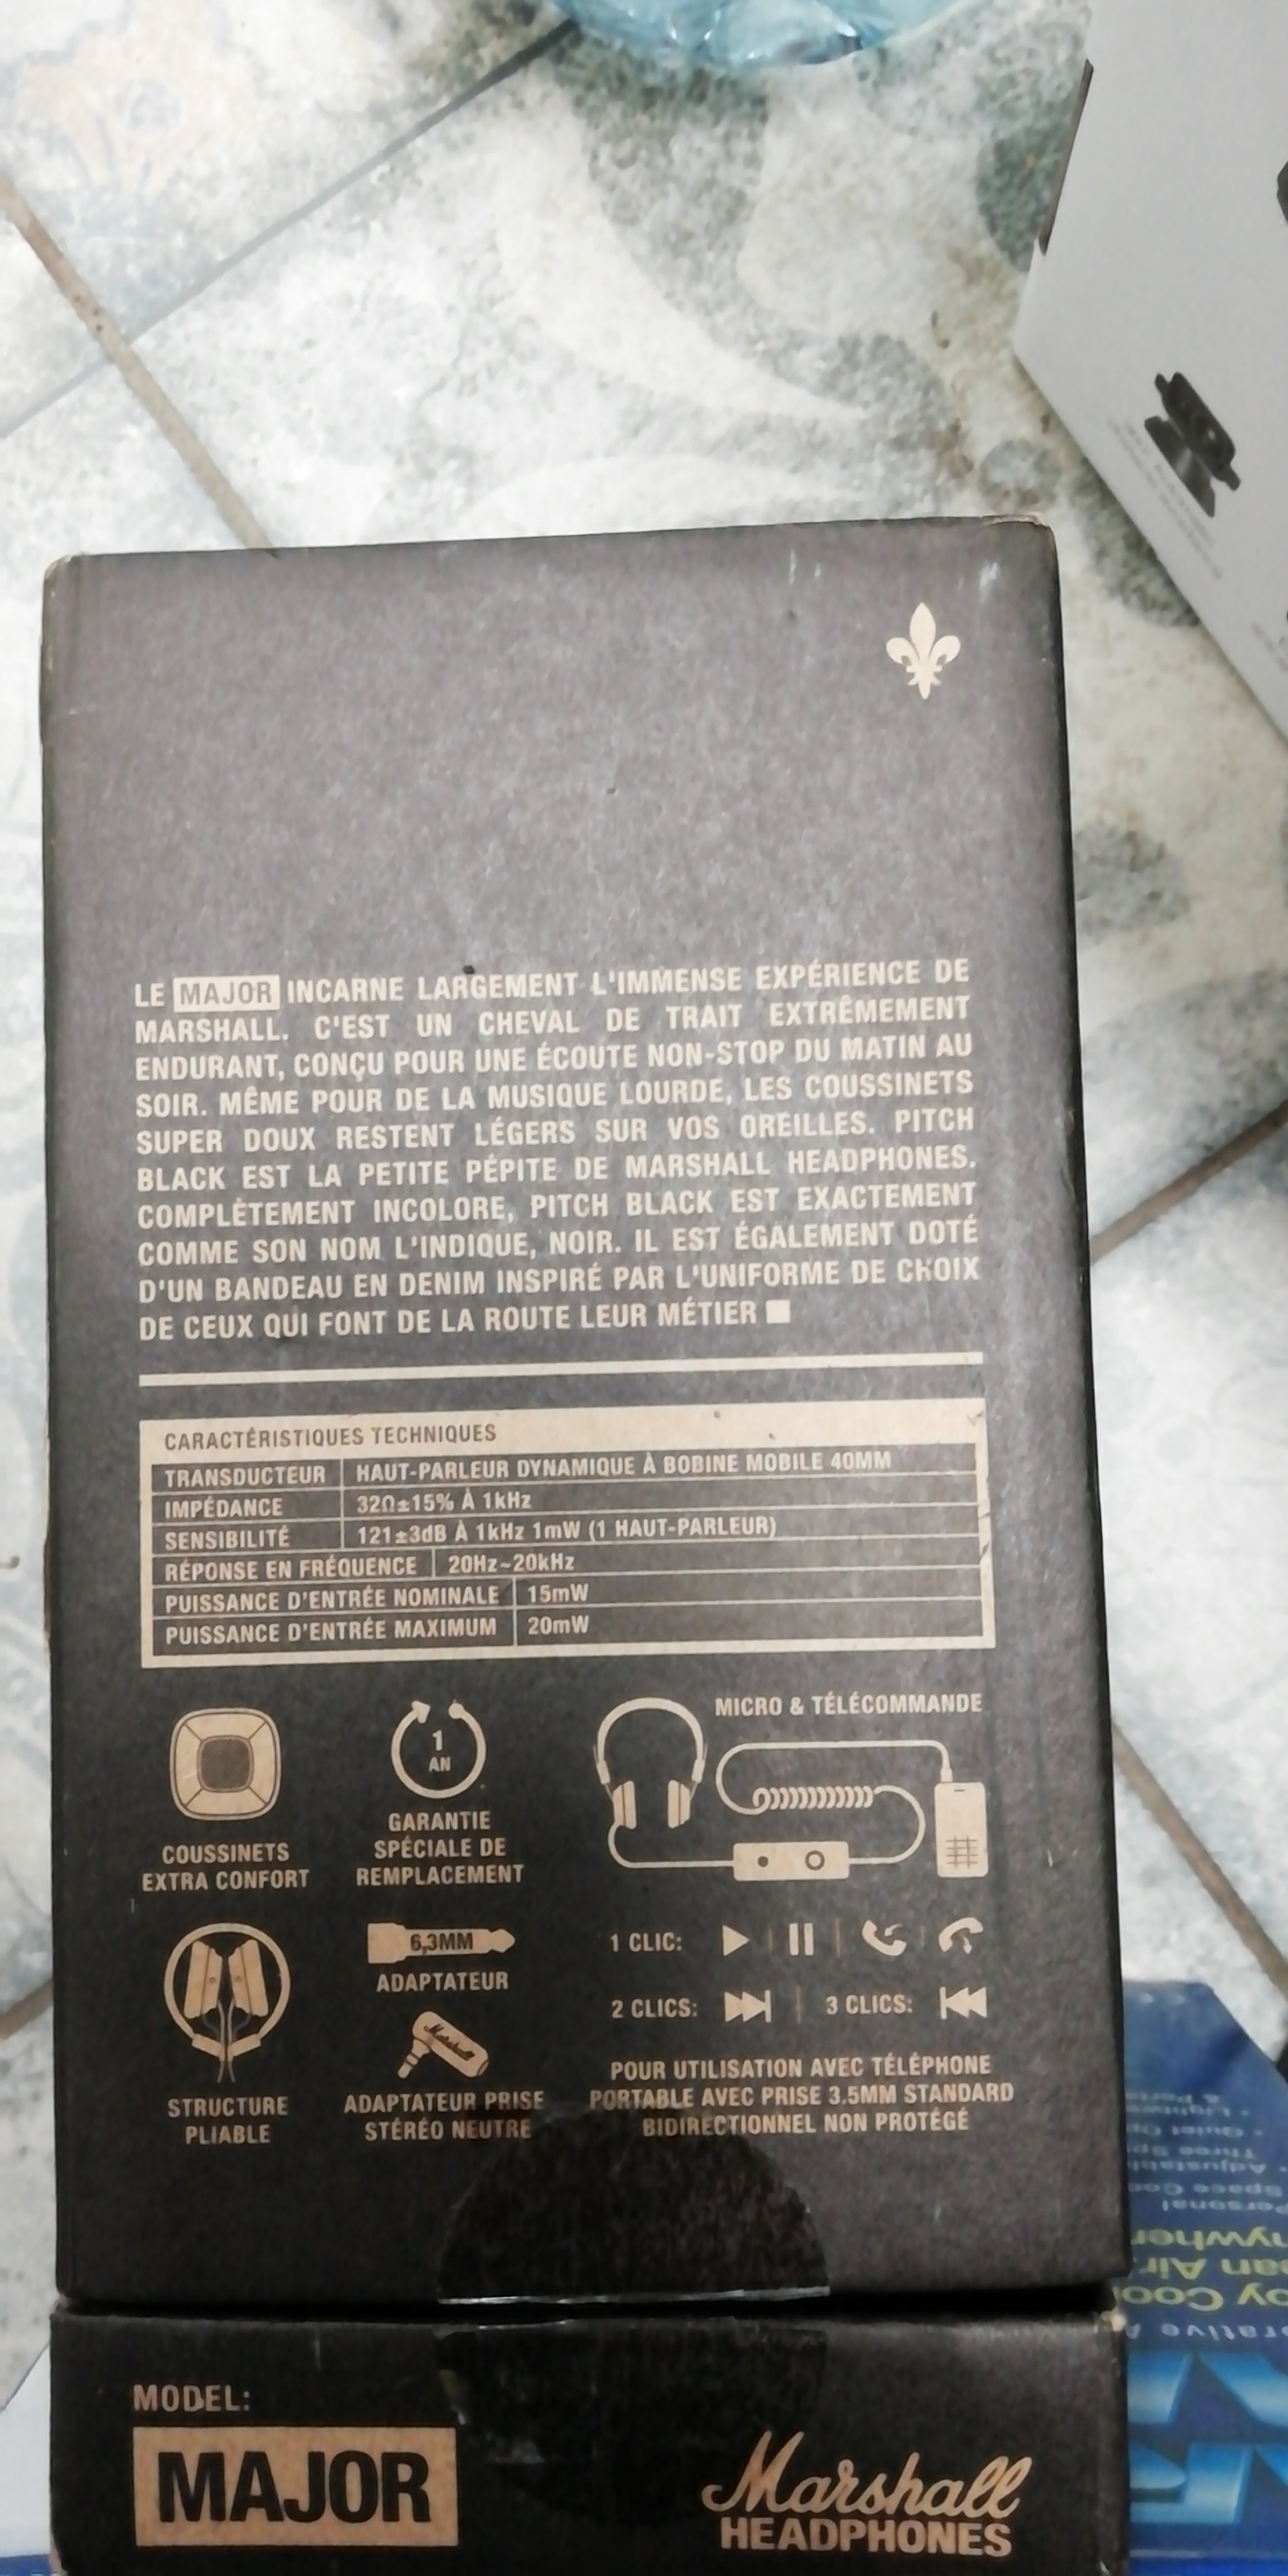 LE MAJOR INCARNE LARGEMENT L'IMMENSE EXPÉRIENCE DE
MARSHALL. C'EST UN CHEVAL DE TRAIT EXTRÊMEMENT
ENDURANT, CONÇU POUR UNE ÉCOUTE NON-STOP DU MATIN AU
SOIR. MÊME POUR DE LA MUSIQUE LOURDE, LES COUSSINETS
SUPER DOUX RESTENT LÉGERS SUR VOS OREILLES. PITCH
BLACK EST LA PETITE PÉPITE DE MARSHALL HEADPHONES.
COMPLÈTEMENT INCOLORE, PITCH BLACK EST EXACTEMENT
COMME SON NOM L'INDIQUE, NOIR. IL EST ÉGALEMENT DOTÉ
D'UN BANDEAU EN DENIM INSPIRÉ PAR L'UNIFORME DE CHOIX
DE CEUX QUI FONT DE LA ROUTE LEUR MÉTIER
CARACTÉRISTIQUES TECHNIQUES
TRANSDUCTEUR HAUT-PARLEUR DYNAMIQUE À BOBINE MOBILE 40MM
IMPÉDANCE 32Ω±15% À 1kHz
SENSIBILITÉ 121±3dB À 1kHz 1mW (1 HAUT-PARLEUR)
RÉPONSE EN FRÉQUENCE 20Hz~20kHz
PUISSANCE D'ENTRÉE NOMINALE 15mW
PUISSANCE D'ENTRÉE MAXIMUM 20mW
COUSSINETS
EXTRA CONFORT
1
AN
GARANTIE
SPÉCIALE DE
REMPLACEMENT
MICRO & TÉLÉCOMMANDE
STRUCTURE
PLIABLE
6,3MM
ADAPTATEUR
Marshall
ADAPTATEUR PRISE
STÉRÉO NEUTRE
1 CLIC:
2 CLICS: 3 CLICS:
POUR UTILISATION AVEC TÉLÉPHONE
PORTABLE AVEC PRISE 3.5MM STANDARD
BIDIRECTIONNEL NON PROTÉGÉ
MODEL:
MAJOR
Marshall
HEADPHONES
Three
Adjustable
Personal